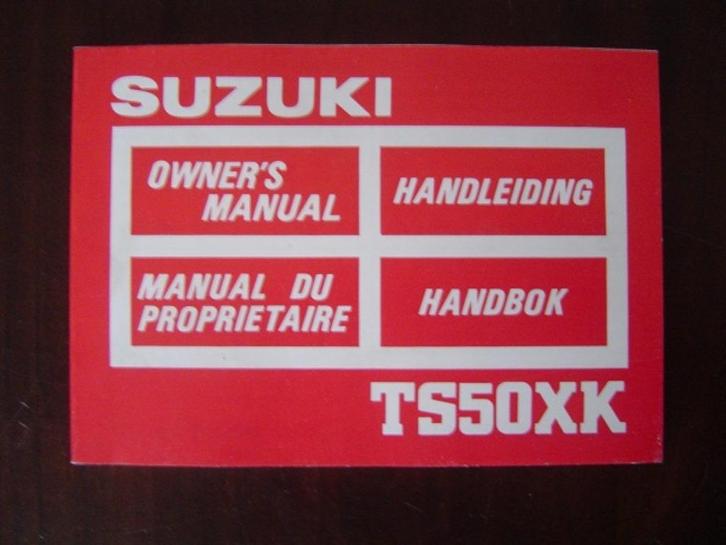 SUZUKI
OWNER'S
MANUAL
HANDLEIDING
MANUAL DU
PROPRIETAIRE
HANDBOK
TS50XK